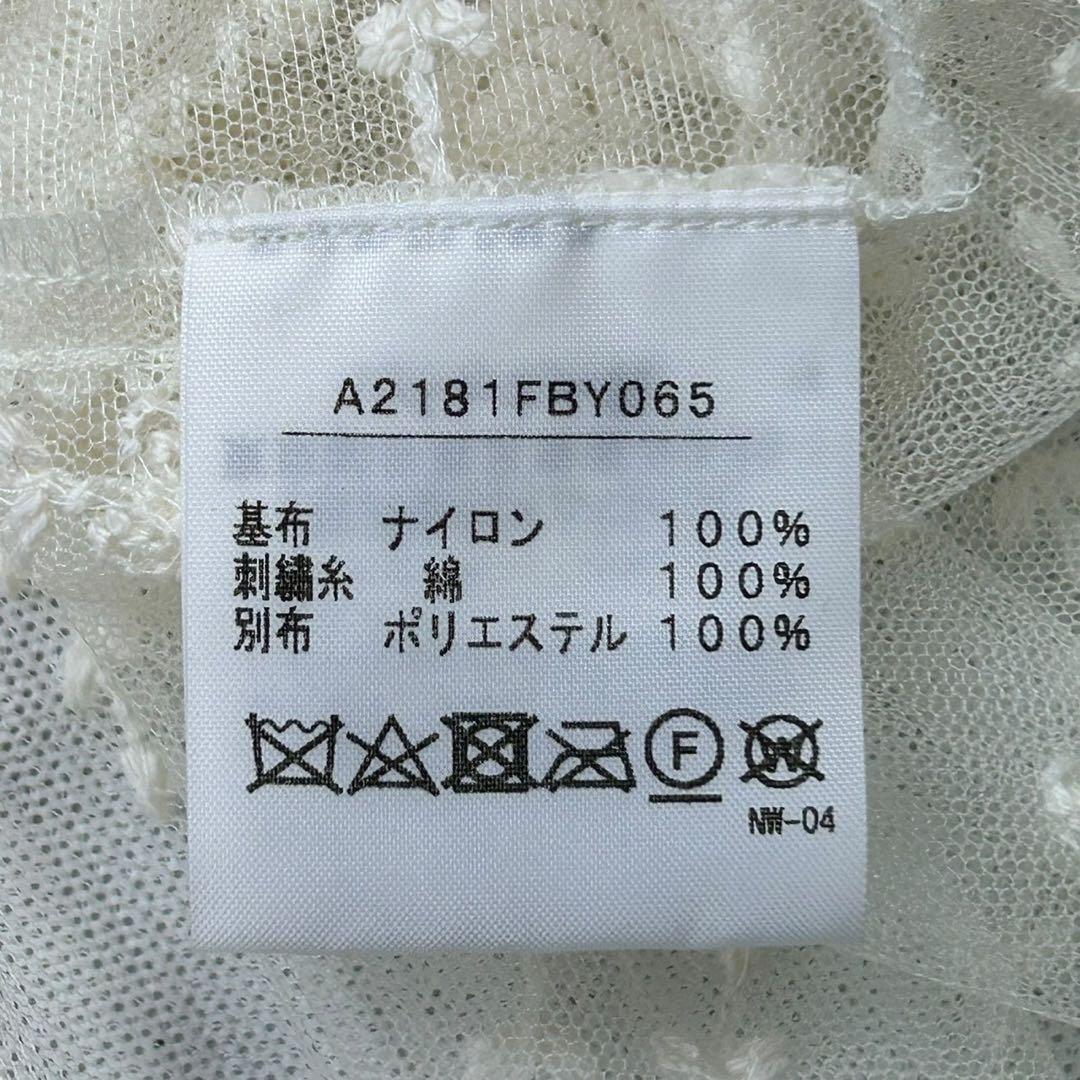 A2181FBY065
基布 ナイロン 100%
刺繍糸 綿 100%
別布 ポリエステル 100%
F W
NW-04